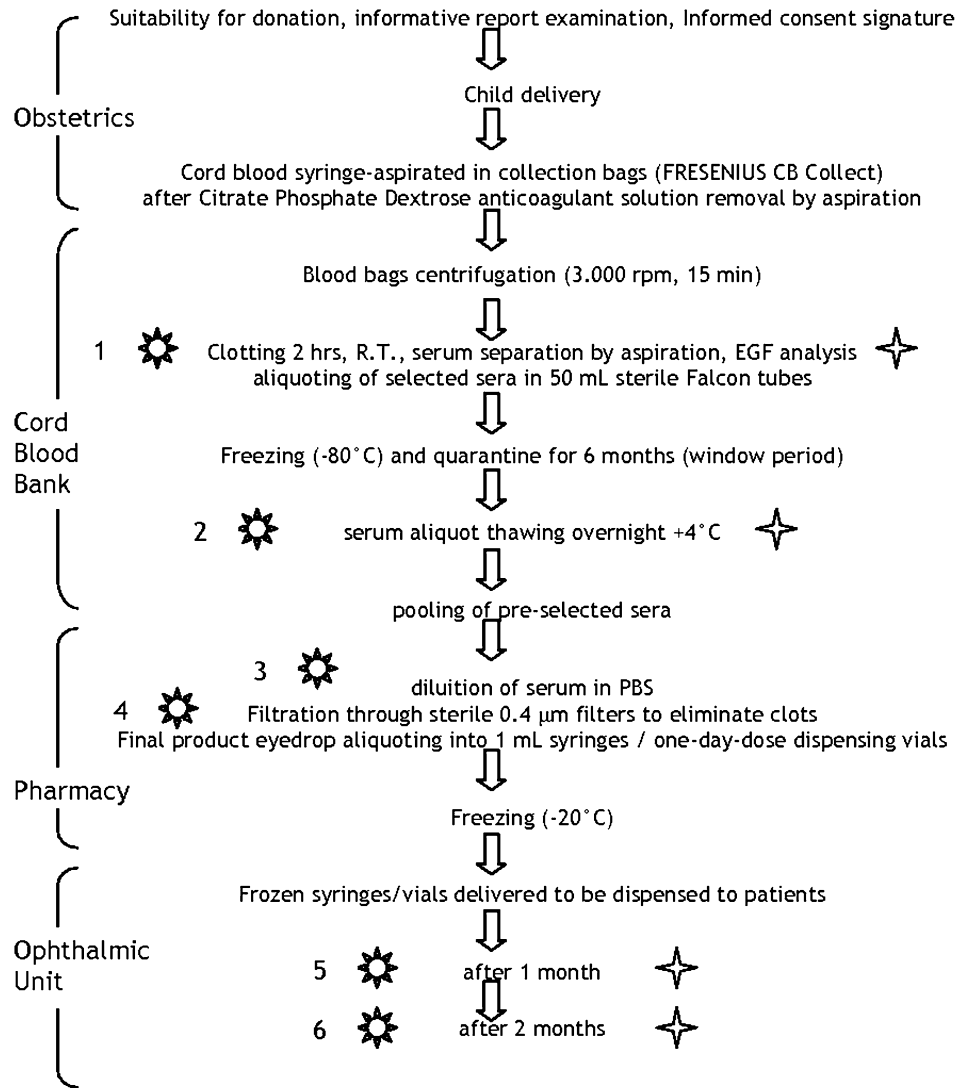 Suitability for donation, informative report examination, Informed consent signature
Child delivery
Obstetrics
Cord blood syringe-aspirated in collection bags (FRESENIUS CB Collect)
after Citrate Phosphate Dextrose anticoagulant solution removal by aspiration
Blood bags centrifugation (3.000 rpm, 15 min)
1
Clotting 2 hrs, R.T., serum separation by aspiration, EGF analysis
aliquoting of selected sera in 50 mL sterile Falcon tubes
Cord
Blood
Bank
Freezing (-80°C) and quarantine for 6 months (window period)
2
serum aliquot thawing overnight +4°C
pooling of pre-selected sera
3
diluition of serum in PBS
4
Filtration through sterile 0.4 μm filters to eliminate clots
Final product eyedrop aliquoting into 1 mL syringes / one-day-dose dispensing vials
Pharmacy
Freezing (-20°C)
Frozen syringes/vials delivered to be dispensed to patients
Ophthalmic
Unit
5 after 1 month
6 after 2 months